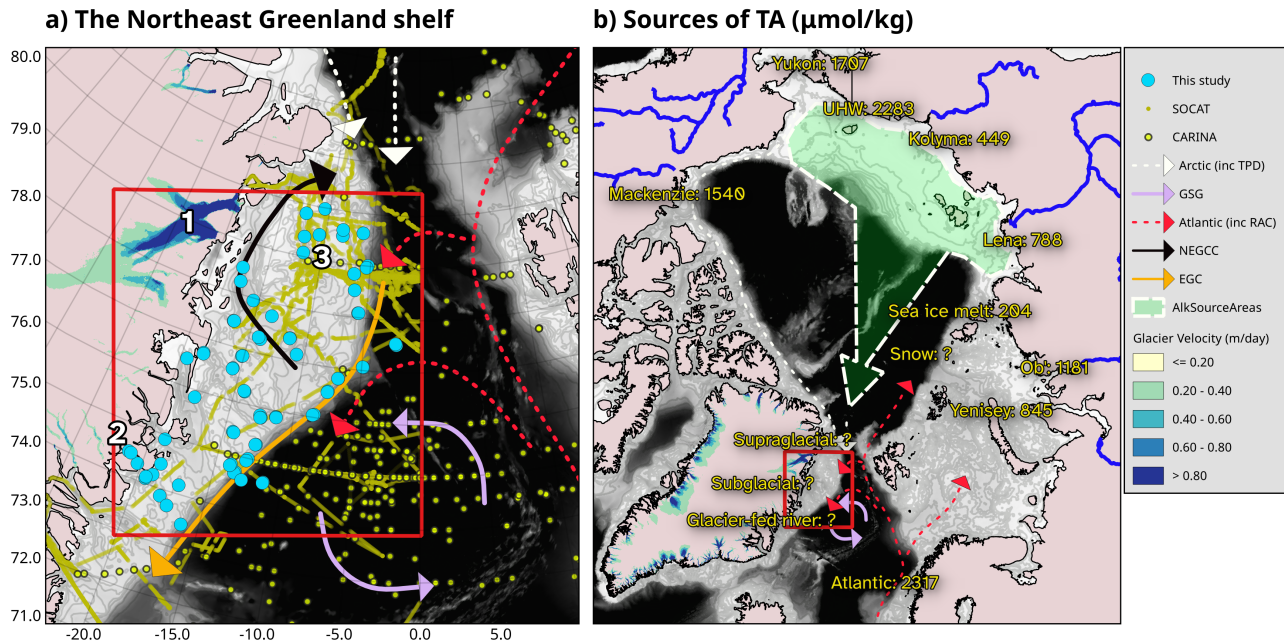 a) The Northeast Greenland shelf
80.0
79.0
78.0
77.0
76.0
75.0
74.0
73.0
72.0
71.0
1
3
2
-20.0
-15.0
-10.0
-5.0
0.0
5.0
b) Sources of TA (µmol/kg)
Yukon: 1707
UHW: 2283
Kolyma: 449
Mackenzie: 1540
Lena: 788
Sea ice melt: 204
Snow: ?
Ob: 1181
Yenisey: 845
Supraglacial: ?
Subglacial: ?
Glacier-fed river: ?
Atlantic: 2317
This study
SOCAT
CARINA
Arctic (inc TPD)
GSG
Atlantic (inc RAC)
NEGCC
EGC
AlkSourceAreas
Glacier Velocity (m/day)
<= 0.20
0.20 - 0.40
0.40 - 0.60
0.60 - 0.80
> 0.80